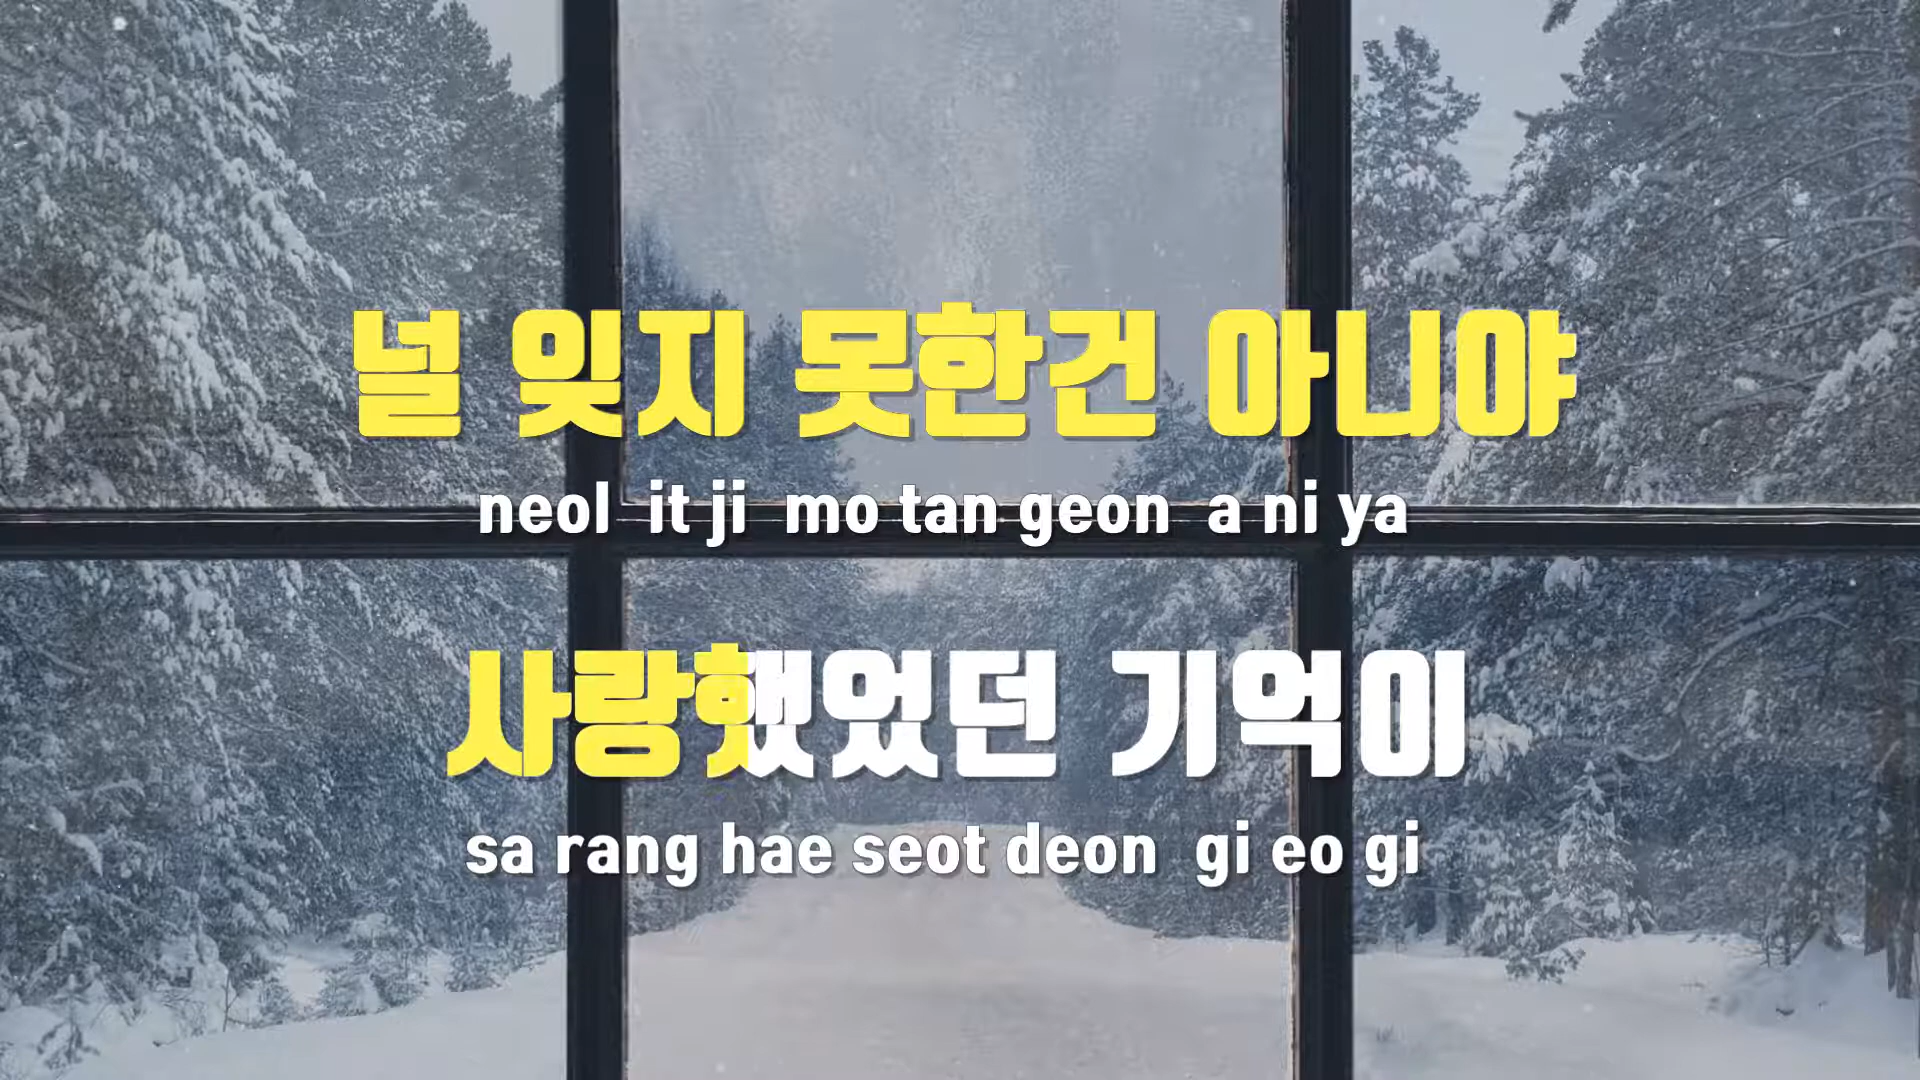 널 잊지 못한건 아니야
neol it ji mo tan geon a ni ya
사랑했었던 기억이
sa rang hae seot deon gi eo gi